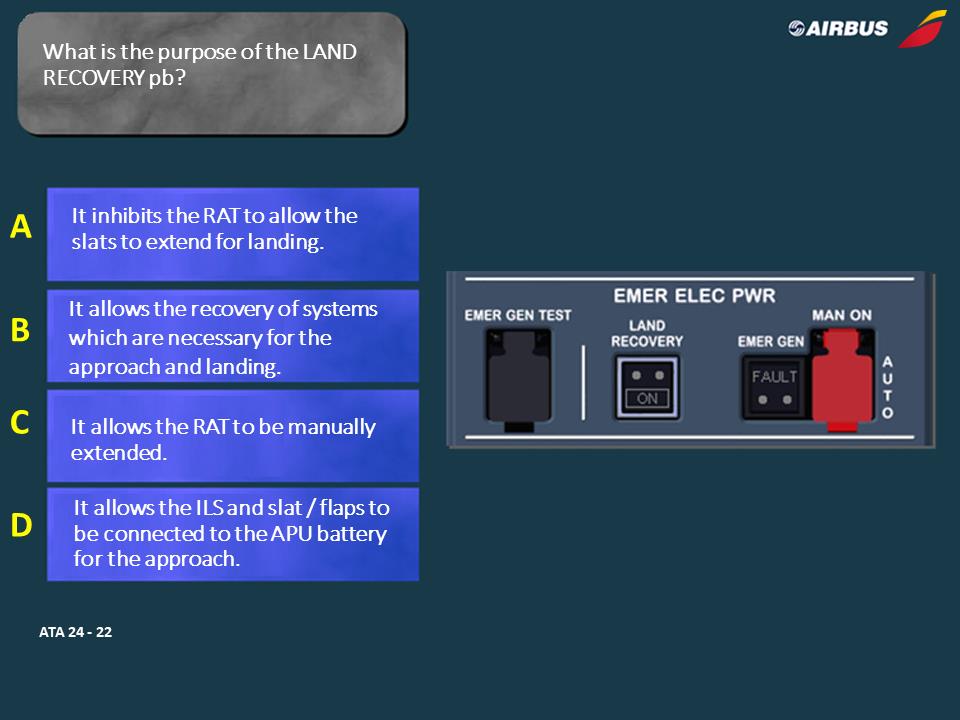 What is the purpose of the LAND
RECOVERY pb?
AIRBUS
A
It inhibits the RAT to allow the
slats to extend for landing.
B
It allows the recovery of systems
which are necessary for the
approach and landing.
C
It allows the RAT to be manually
extended.
D
It allows the ILS and slat / flaps to
be connected to the APU battery
for the approach.
EMER ELEC PWR
EMER GEN TEST
LAND
RECOVERY
ON
EMER GEN
FAULT
MAN ON
AUTO
ATA 24 - 22